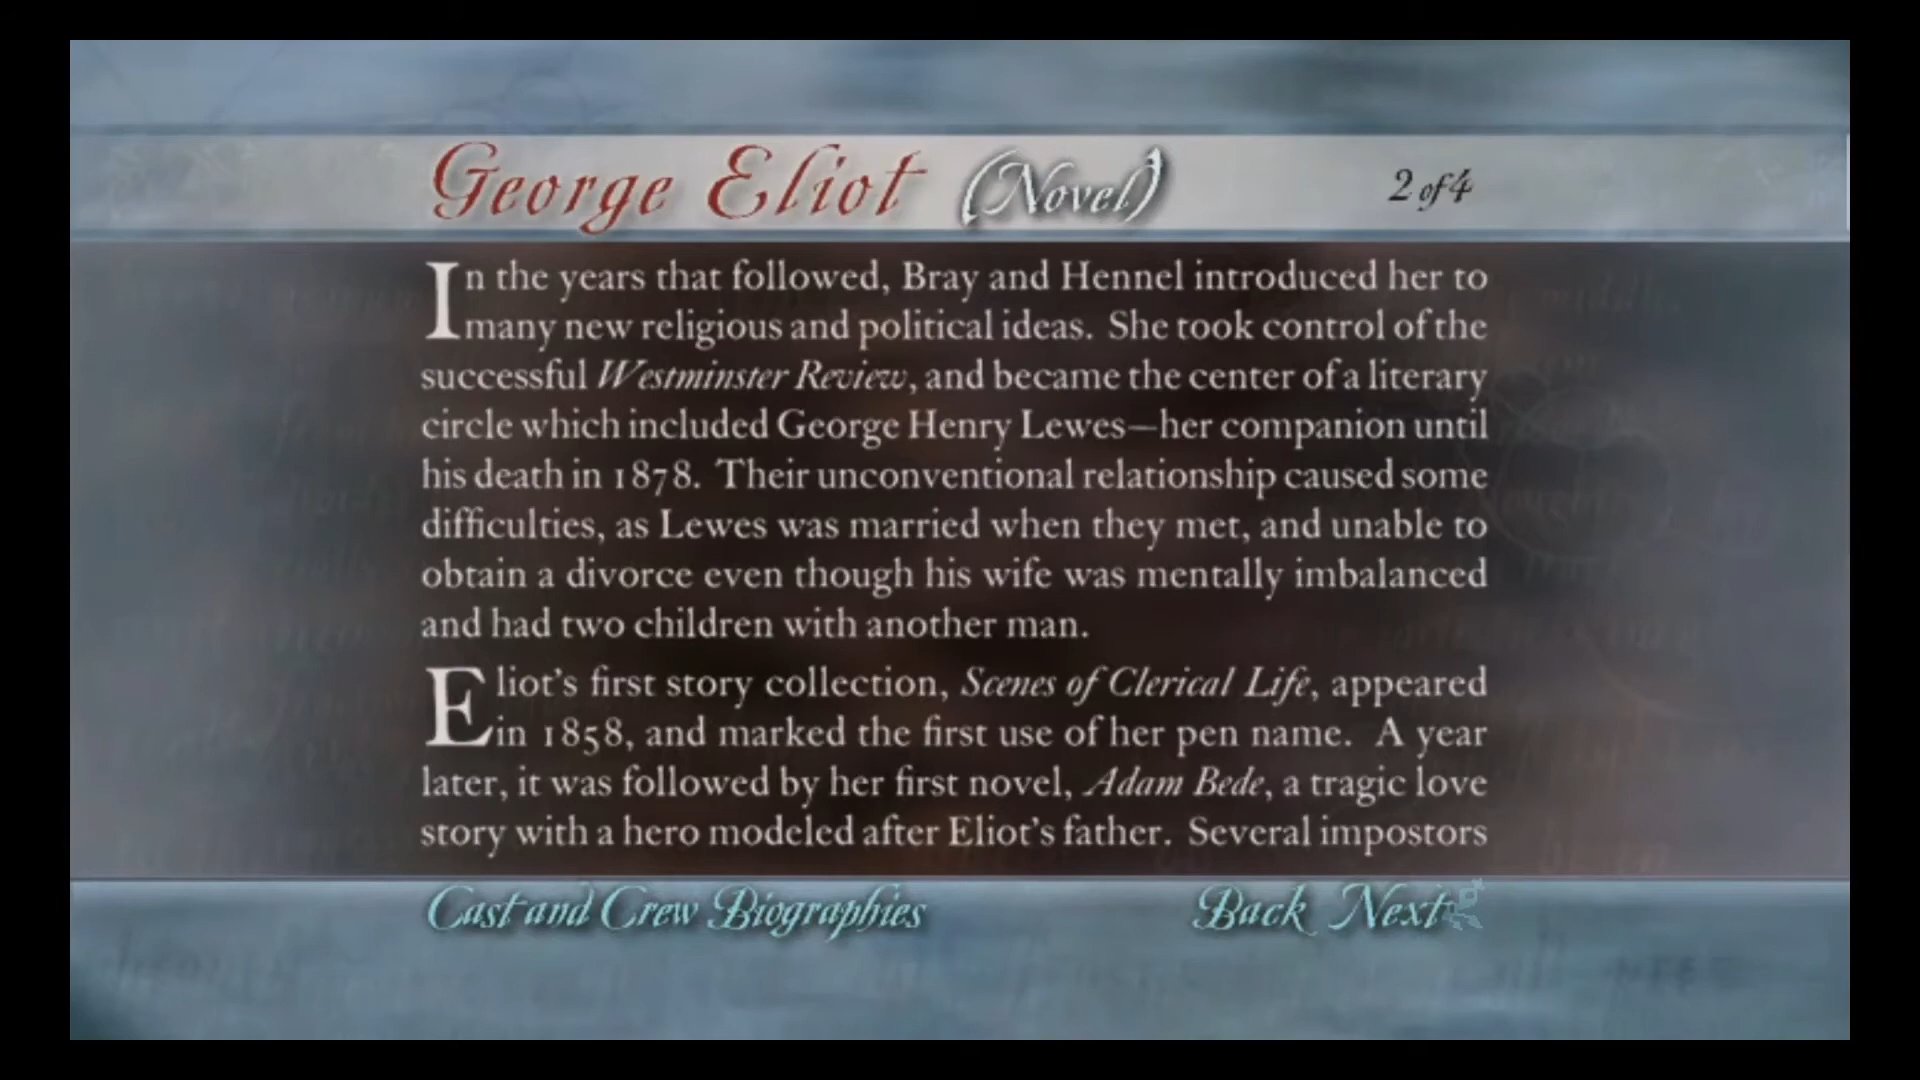 George Eliot (Novel) 2 of 4
In the years that followed, Bray and Hennel introduced her to
many new religious and political ideas. She took control of the
successful Westminster Review, and became the center of a literary
circle which included George Henry Lewes—her companion until
his death in 1878. Their unconventional relationship caused some
difficulties, as Lewes was married when they met, and unable to
obtain a divorce even though his wife was mentally imbalanced
and had two children with another man.
Eliot's first story collection, Scenes of Clerical Life, appeared
in 1858, and marked the first use of her pen name. A year
later, it was followed by her first novel, Adam Bede, a tragic love
story with a hero modeled after Eliot's father. Several impostors
Cast and Crew Biographies Back Next